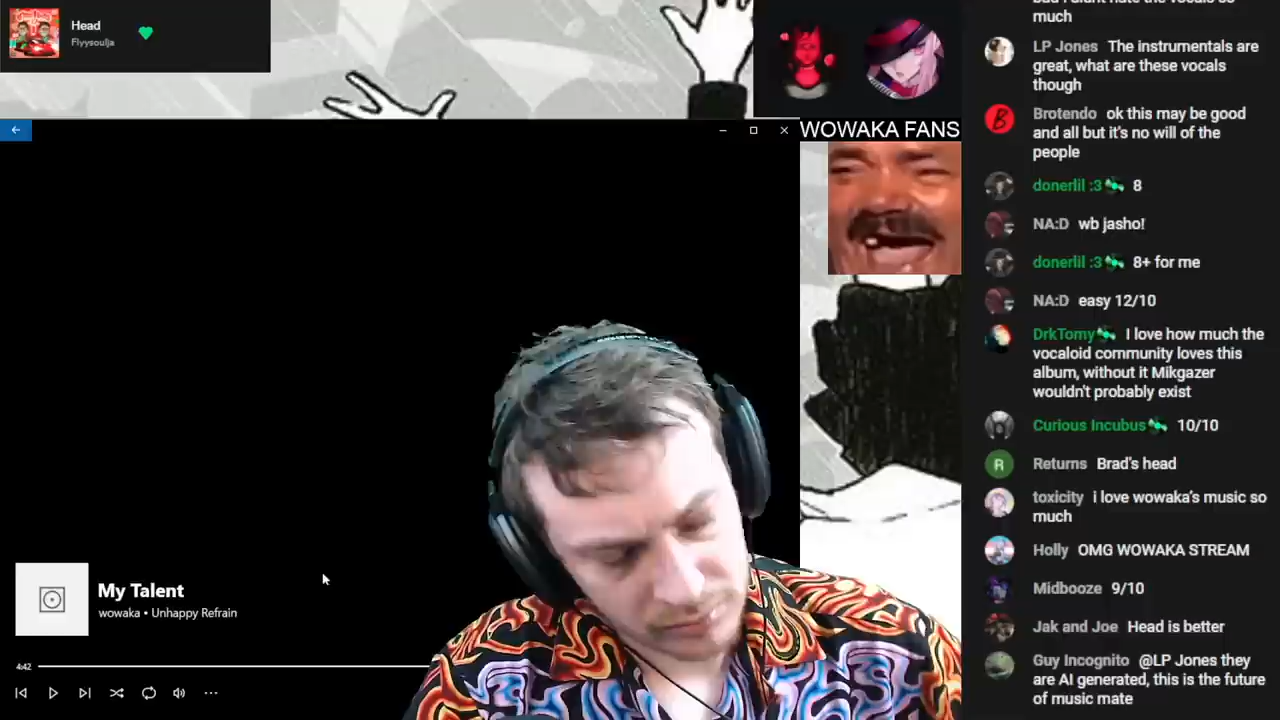 Head
Flyysoulja
WOWAKA FANS
My Talent
wowaka • Unhappy Refrain
4:42
much
LP Jones The instrumentals are
great, what are these vocals
though
Brotendo ok this may be good
and all but it's no will of the
people
donerlil :3 8
NA:D wb jasho!
donerlil :3 8+ for me
NA:D easy 12/10
DrkTomy I love how much the
vocaloid community loves this
album, without it Mikgazer
wouldn't probably exist
Curious Incubus 10/10
R Returns Brad's head
toxicity i love wowaka's music so
much
Holly OMG WOWAKA STREAM
Midbooze 9/10
Jak and Joe Head is better
Guy Incognito @LP Jones they
are AI generated, this is the future
of music mate